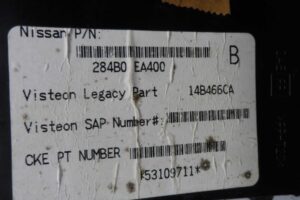 Nissan P/N:
284B0 EA400
B
Visteon Legacy Part 14B466CA
Visteon SAP Number#:
CKE PT NUMBER
*53109711*